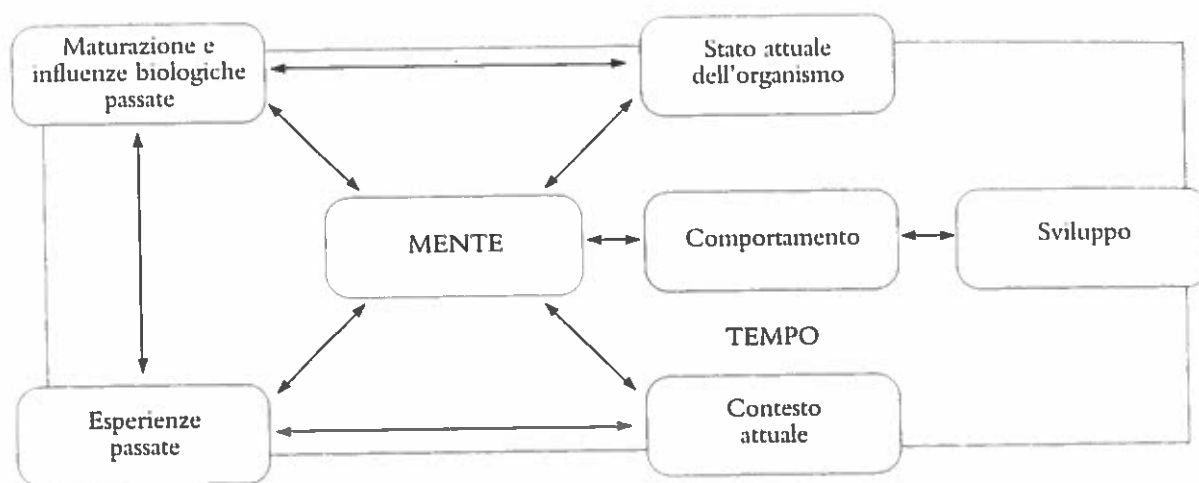 Maturazione e
influenze biologiche
passate
Stato attuale
dell'organismo
MENTE
Comportamento
Sviluppo
TEMPO
Esperienze
passate
Contesto
attuale